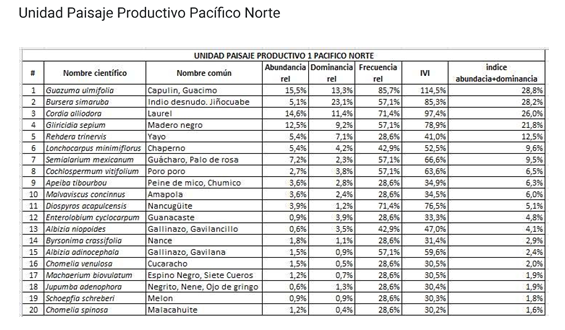 Unidad Paisaje Productivo Pacífico Norte
UNIDAD PAISAJE PRODUCTIVO 1 PACIFICO NORTE
# Nombre científico Nombre común Abundancia rel Dominancia rel Frecuencia rel IVI índice abundacia+dominancia
1 Guazuma ulmifolia Capulin, Guacimo 15,5% 13,3% 85,7% 114,5% 28,8%
2 Bursera simaruba Indio desnudo. Jiñocuabe 5,1% 23,1% 57,1% 85,3% 28,2%
3 Cordia alliodora Laurel 14,6% 11,4% 71,4% 97,4% 26,0%
4 Gliricidia sepium Madero negro 12,5% 9,2% 57,1% 78,9% 21,8%
5 Rehdera trinervis Yayo 5,4% 7,1% 28,6% 41,0% 12,5%
6 Lonchocarpus minimiflorus Chaperno 5,4% 4,2% 42,9% 52,5% 9,6%
7 Semialarium mexicanum Guácharo, Palo de rosa 7,2% 2,3% 57,1% 66,6% 9,5%
8 Cochlospermum vitifolium Poro poro 2,7% 3,8% 57,1% 63,6% 6,5%
9 Apeiba tibourbou Peine de mico, Chumico 3,6% 2,8% 28,6% 34,9% 6,3%
10 Malvaviscus concinnus Amapola 3,6% 2,4% 28,6% 34,5% 6,0%
11 Diospyros acapulcensis Nancugüite 3,9% 1,2% 71,4% 76,5% 5,1%
12 Enterolobium cyclocarpum Guanacaste 0,9% 3,9% 28,6% 33,3% 4,8%
13 Albizia niopoides Gallinazo, Gavilancillo 0,6% 3,5% 42,9% 47,0% 4,1%
14 Byrsonima crassifolia Nance 1,8% 1,1% 28,6% 31,4% 2,9%
15 Albizia adinocephala Gallinazo, Gavilana 1,5% 0,9% 57,1% 59,6% 2,4%
16 Chomelia venulosa Cucaracho 1,5% 0,5% 28,6% 30,5% 2,0%
17 Machaerium biovulatum Espino Negro, Siete Cueros 1,2% 0,7% 28,6% 30,5% 1,9%
18 Jupumba adenophora Negrito, Nene, Ojo de gringo 0,6% 1,3% 28,6% 30,4% 1,9%
19 Schoepfia schreberi Melon 0,9% 0,9% 28,6% 30,3% 1,8%
20 Chomelia spinosa Malacahuite 1,2% 0,4% 28,6% 30,2% 1,6%